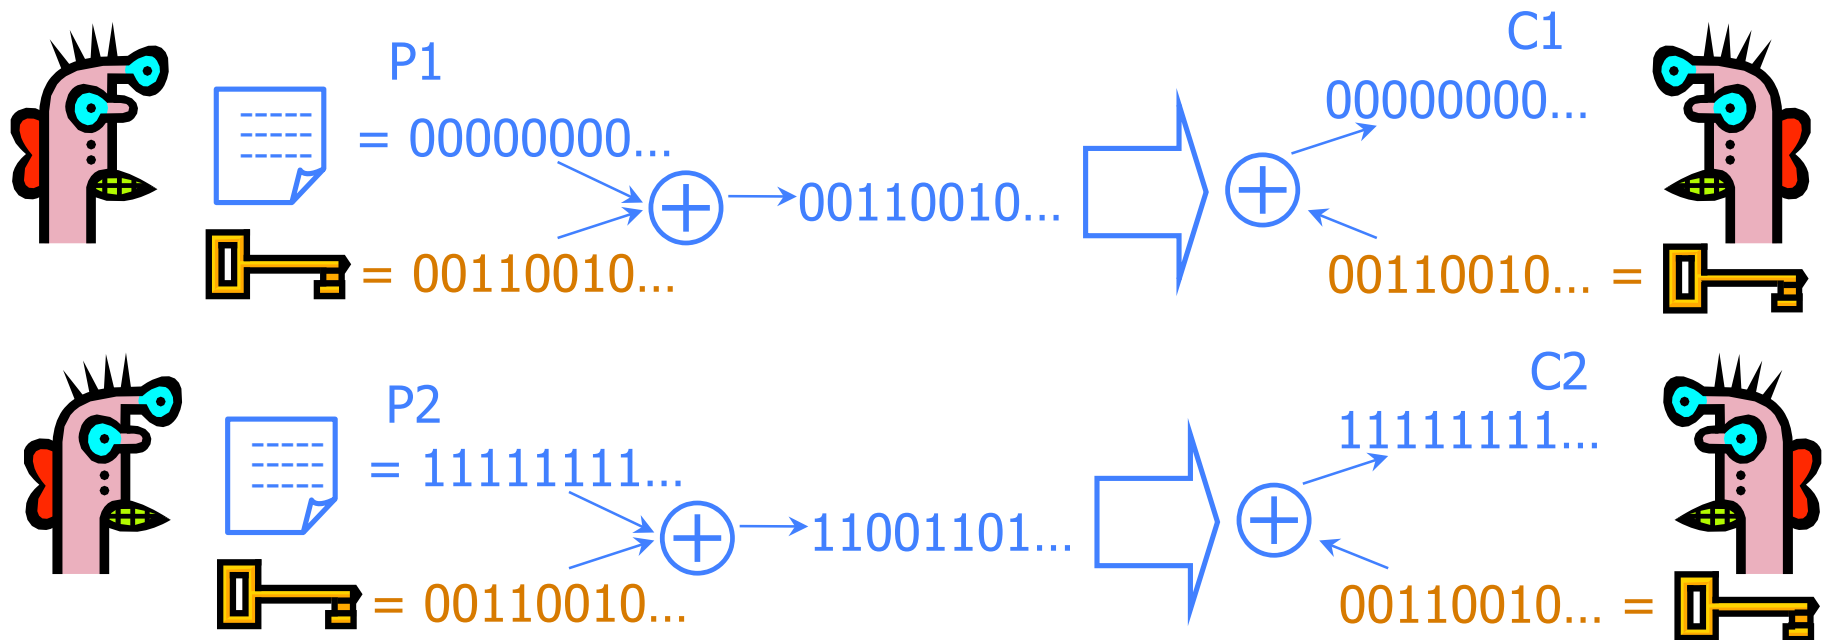 P1
= 00000000...
= 00110010...
00110010...
C1
00000000...
00110010... =
P2
= 11111111...
= 00110010...
11001101...
C2
11111111...
00110010... =